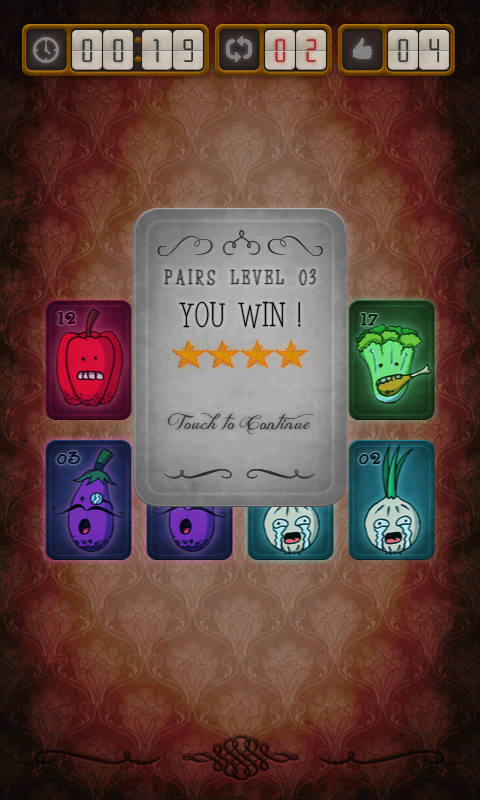 00:19 02 04
PAIRS LEVEL 03
YOU WIN !
Touch to Continue
12 17
03 02